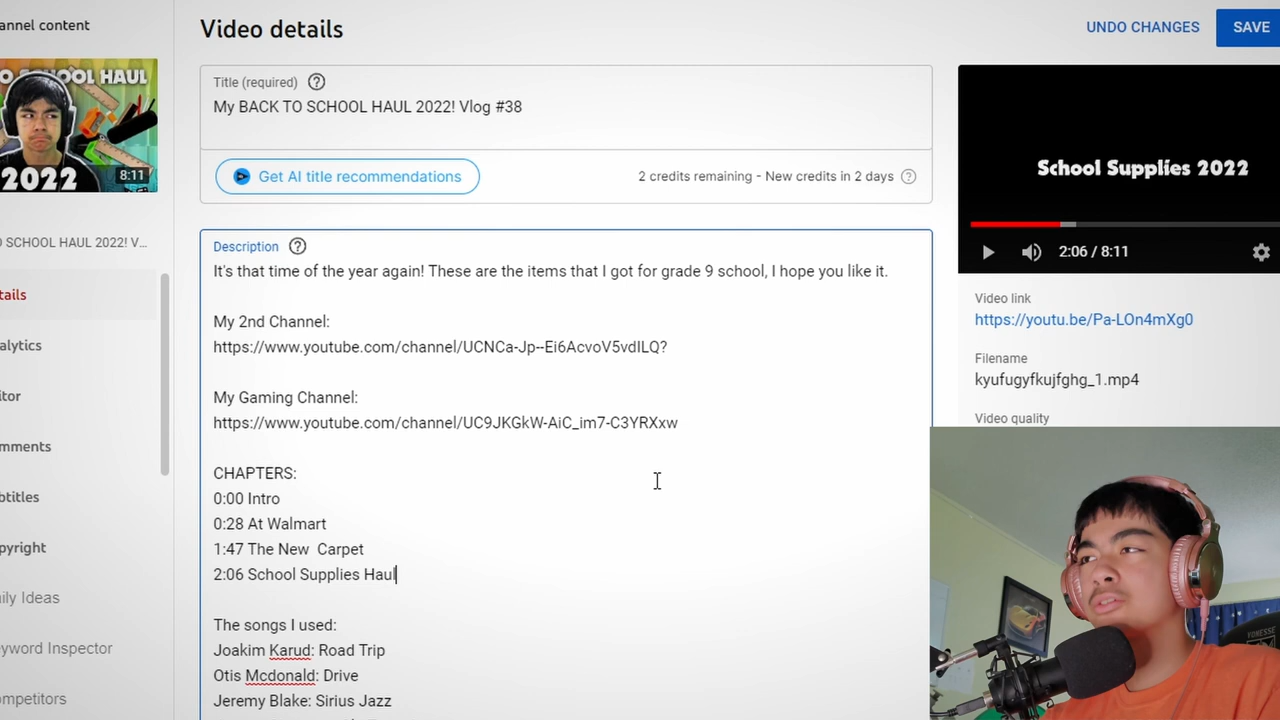 annel content
Video details
UNDO CHANGES
SAVE
O SCHOOL HAUL
2022
8:11
Title (required)
My BACK TO SCHOOL HAUL 2022! Vlog #38
Get AI title recommendations
2 credits remaining - New credits in 2 days
School Supplies 2022
2:06 / 8:11
O SCHOOL HAUL 2022! V...
tails
alytics
itor
mments
btitles
pyright
ily Ideas
eyword Inspector
ompetitors
Description
It's that time of the year again! These are the items that I got for grade 9 school, I hope you like it.
My 2nd Channel:
https://www.youtube.com/channel/UCNCa-Jp--Ei6AcvoV5vdILQ?
My Gaming Channel:
https://www.youtube.com/channel/UC9JKGkW-AiC_im7-C3YRXxw
CHAPTERS:
0:00 Intro
0:28 At Walmart
1:47 The New  Carpet
2:06 School Supplies Haul
The songs I used:
Joakim Karud: Road Trip
Otis Mcdonald: Drive
Jeremy Blake: Sirius Jazz
Video link
https://youtu.be/Pa-LOn4mXg0
Filename
kyufugyfkujfghg_1.mp4
Video quality